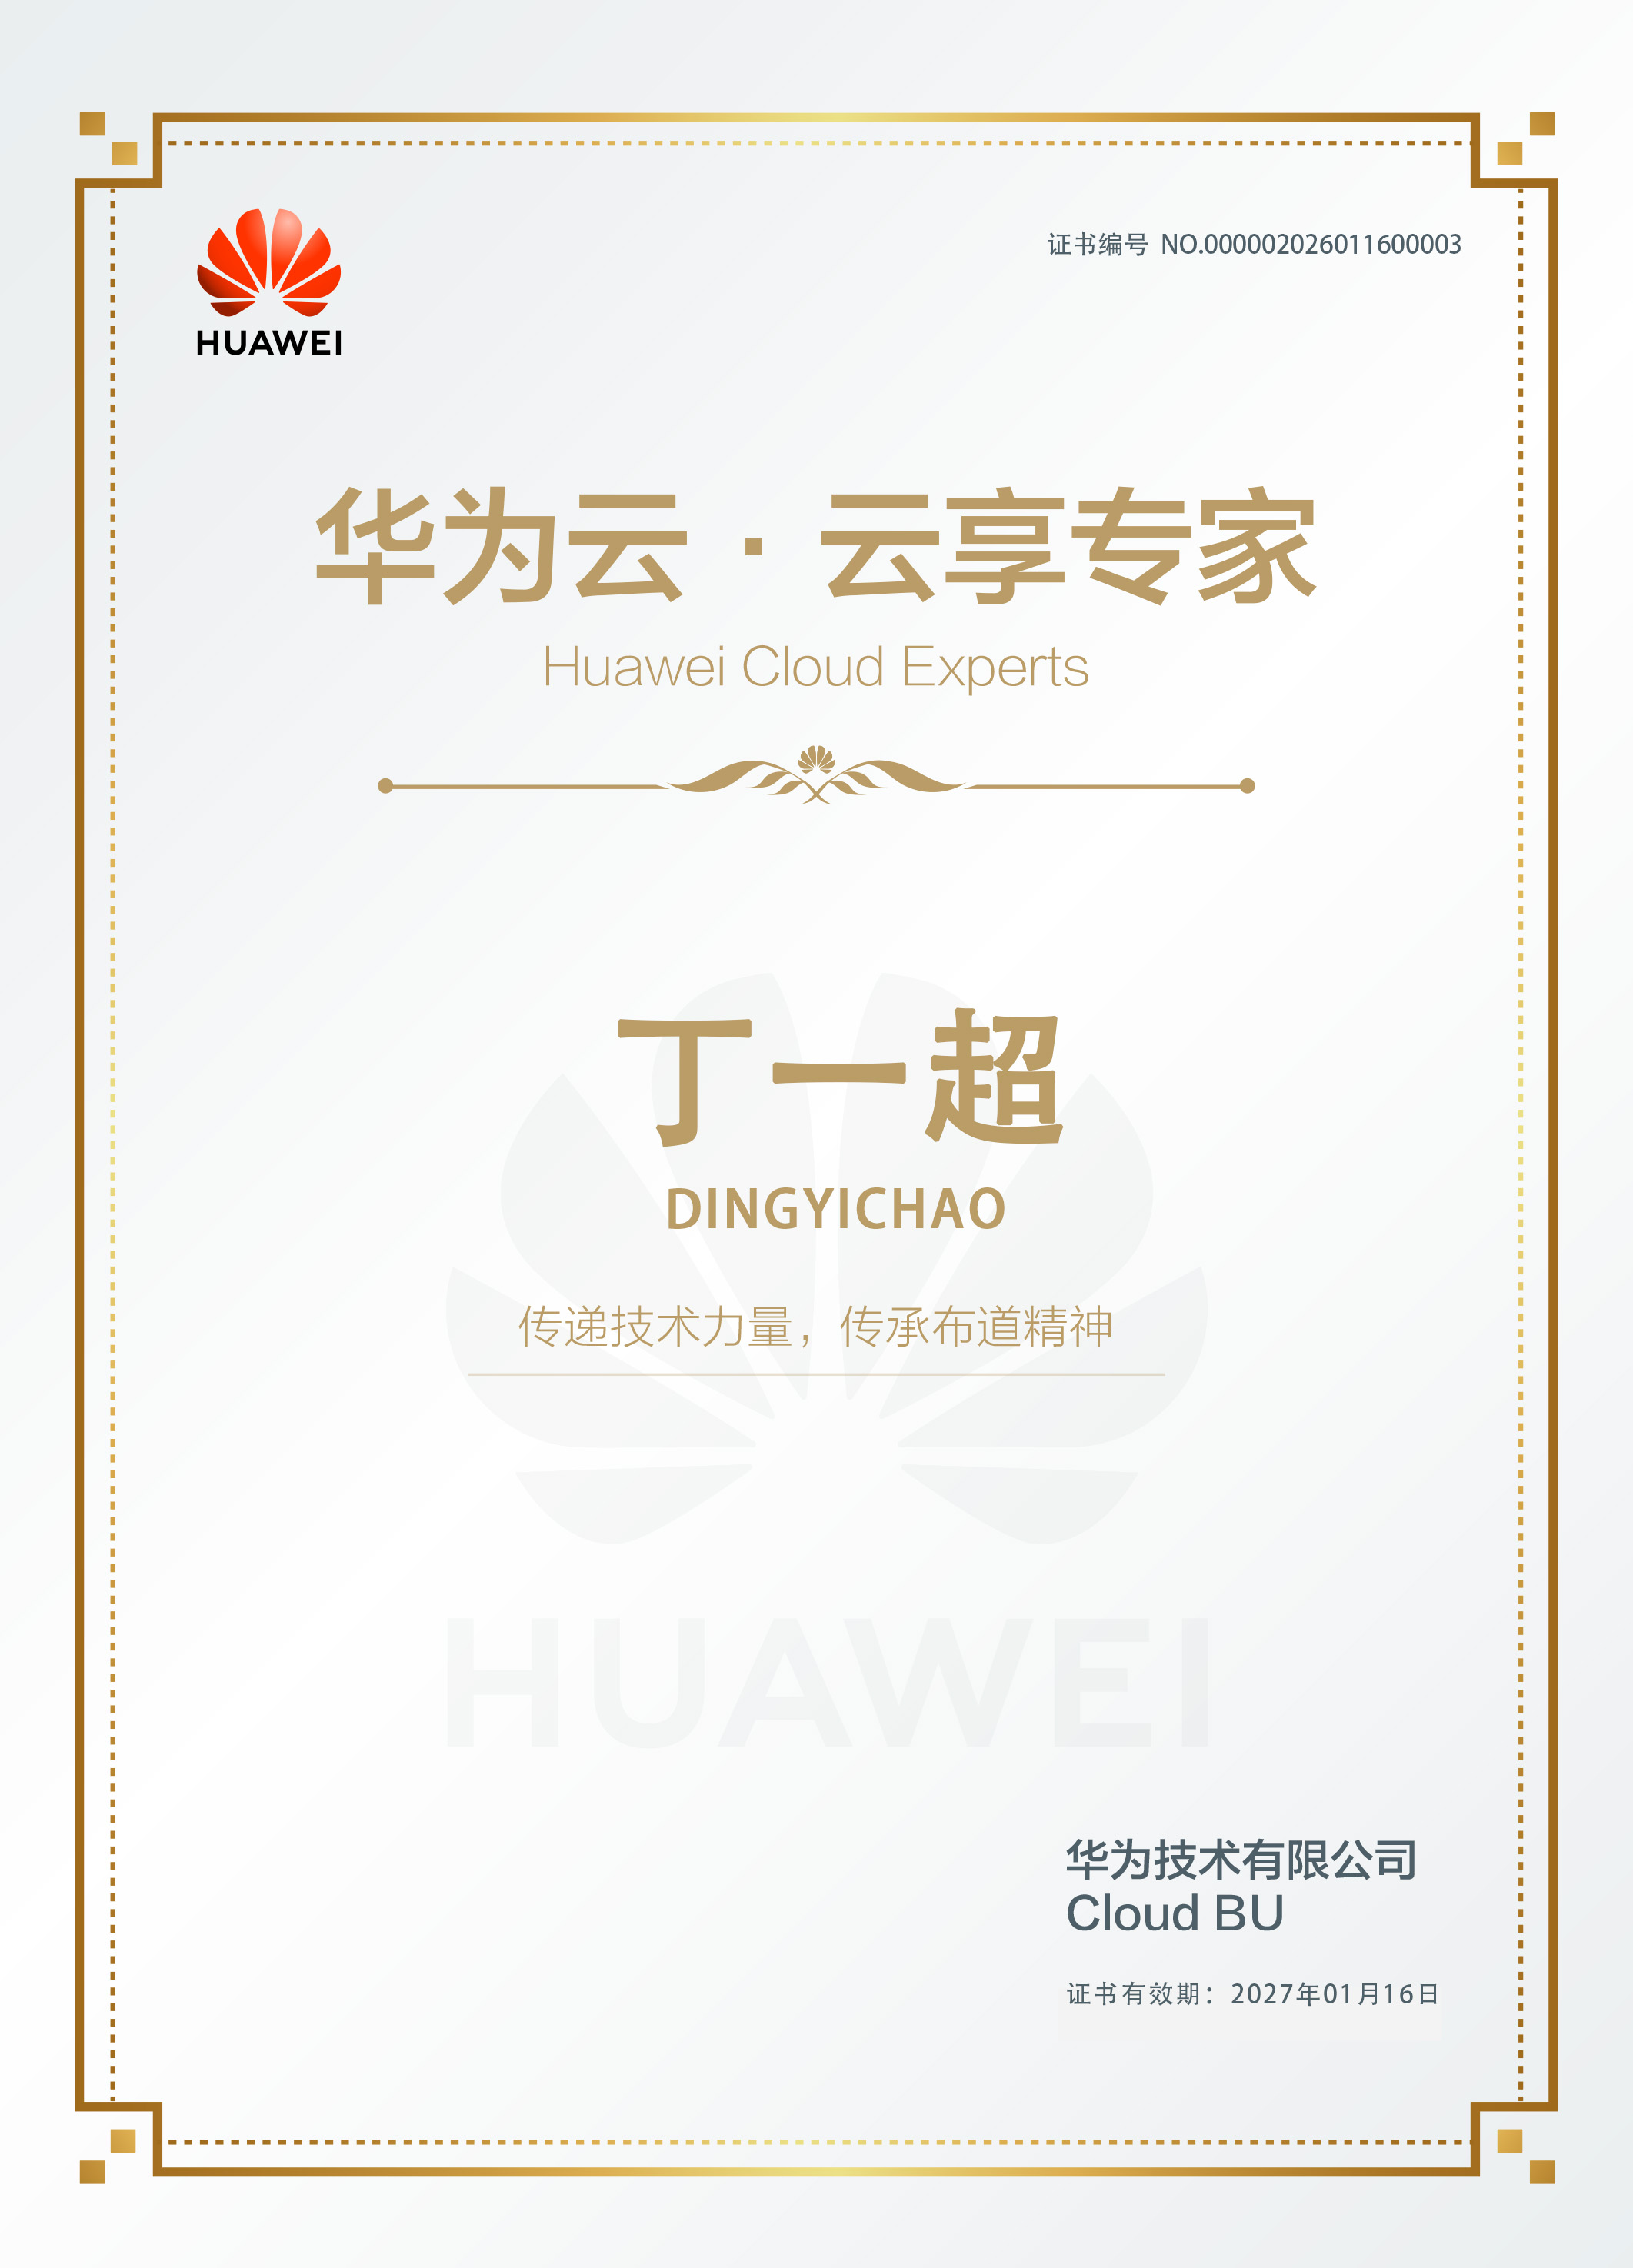 HUAWEI
证书编号 NO.000002026011600003
华为云·云享专家
Huawei Cloud Experts
丁一超
DINGYICHAO
传递技术力量，传承布道精神
HUAWEI
华为技术有限公司
Cloud BU
证书有效期：2027年01月16日